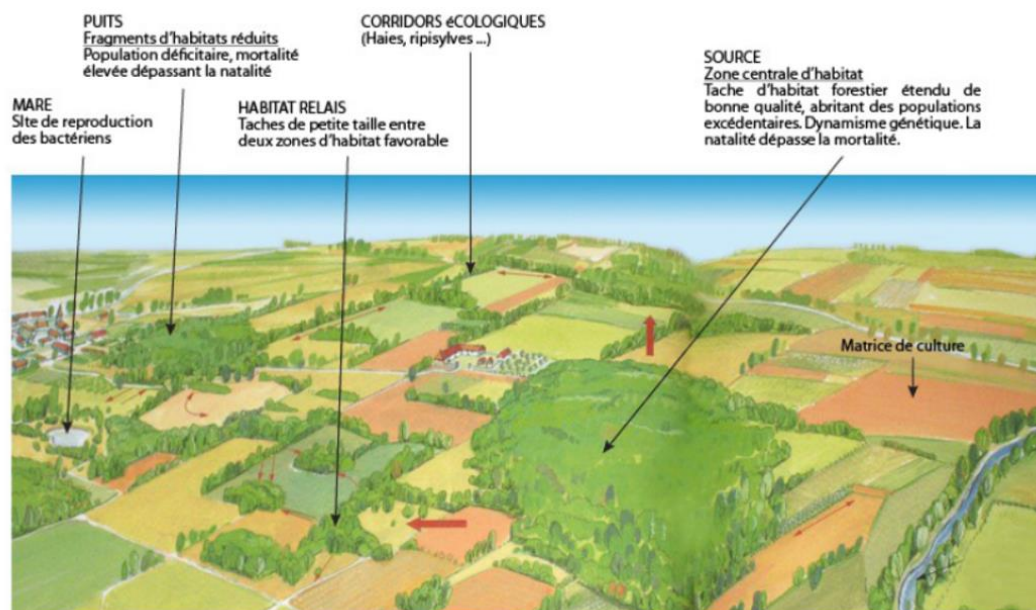 PUITS
Fragments d'habitats réduits
Population déficitaire, mortalité
élevée dépassant la natalité
CORRIDORS éCOLOGIQUES
(Haies, ripisylves ...)
SOURCE
Zone centrale d'habitat
Tache d'habitat forestier étendu de
bonne qualité, abritant des populations
excédentaires. Dynamisme génétique. La
natalité dépasse la mortalité.
MARE
SIte de reproduction
des bactériens
HABITAT RELAIS
Taches de petite taille entre
deux zones d'habitat favorable
Matrice de culture